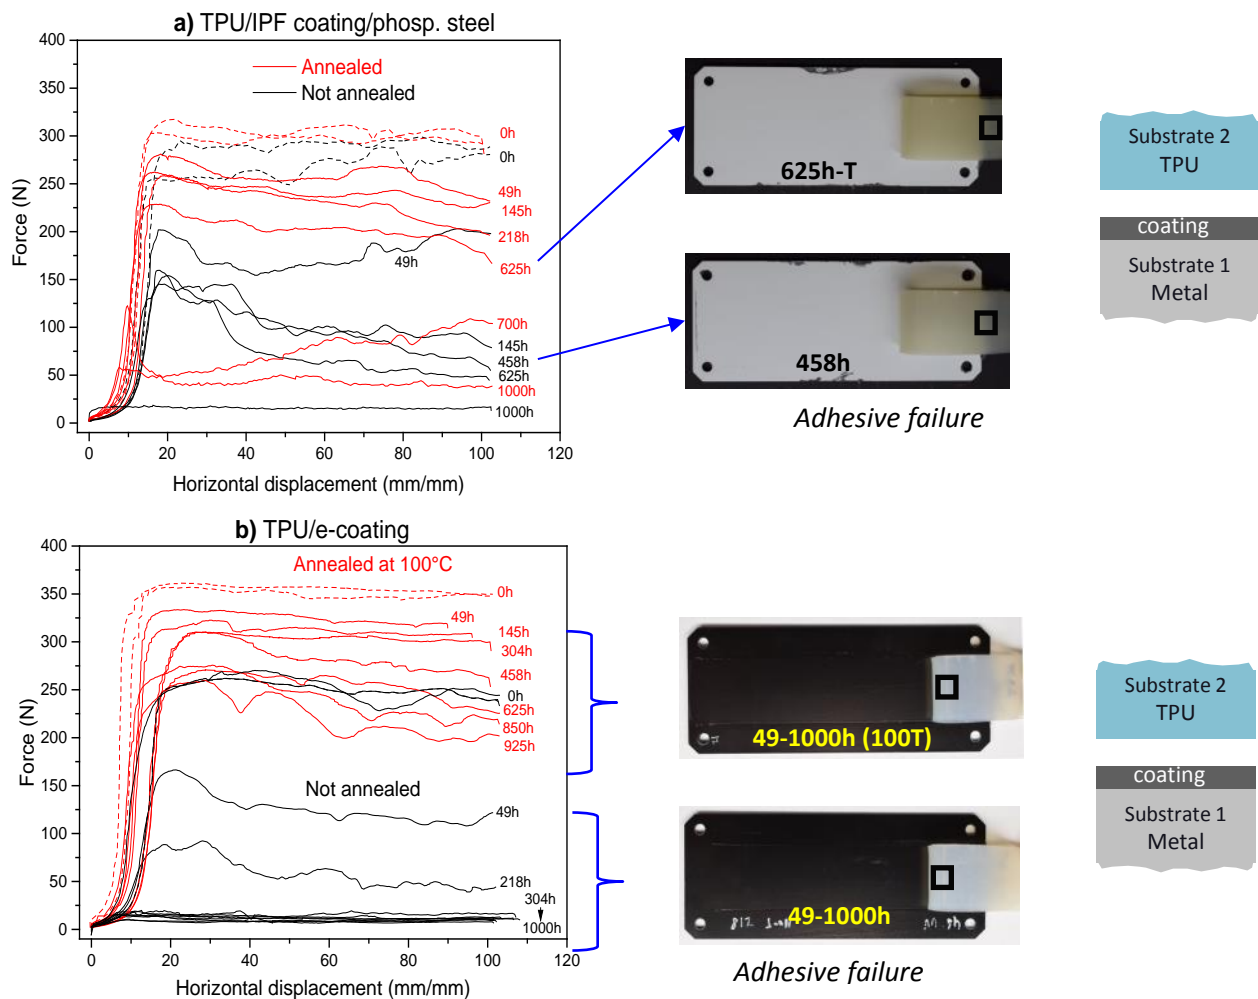 a) TPU/IPF coating/phosp. steel
400
350
300
250
200
150
100
50
0
Force (N)
Annealed
Not annealed
0h
0h
49h
145h
218h
625h
49h
700h
145h
458h
625h
1000h
1000h
0 20 40 60 80 100 120
Horizontal displacement (mm/mm)
625h-T
458h
Adhesive failure
Substrate 2
TPU
coating
Substrate 1
Metal
b) TPU/e-coating
400
350
300
250
200
150
100
50
0
Force (N)
Annealed at 100°C
0h
49h
145h
304h
458h
0h
625h
850h
925h
Not annealed
49h
218h
304h
1000h
0 20 40 60 80 100 120
Horizontal displacement (mm/mm)
49-1000h (100T)
49-1000h
Adhesive failure
Substrate 2
TPU
coating
Substrate 1
Metal